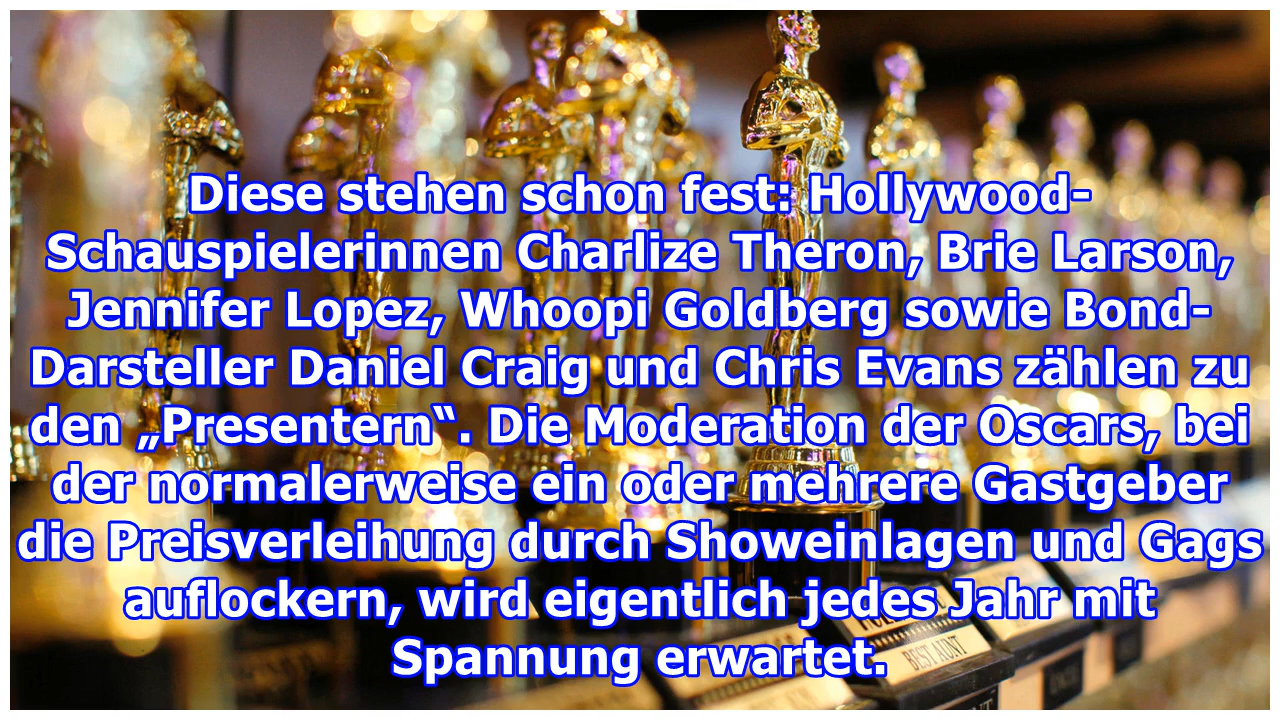 Diese stehen schon fest: Hollywood-
Schauspielerinnen Charlize Theron, Brie Larson,
Jennifer Lopez, Whoopi Goldberg sowie Bond-
Darsteller Daniel Craig und Chris Evans zählen zu
den „Presentern“. Die Moderation der Oscars, bei
der normalerweise ein oder mehrere Gastgeber
die Preisverleihung durch Showeinlagen und Gags
auflockern, wird eigentlich jedes Jahr mit
Spannung erwartet.
BEST AUNT